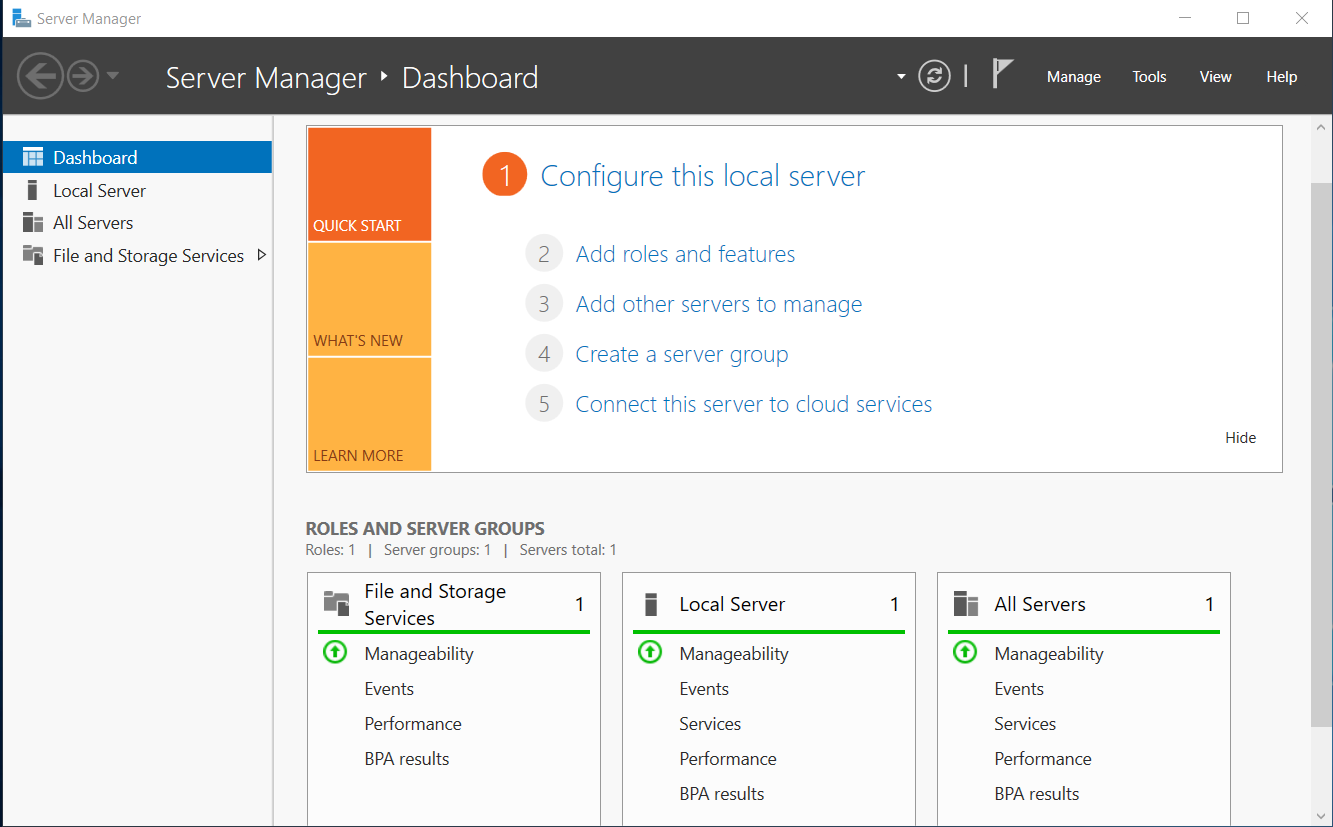 Server Manager
Server Manager ‣ Dashboard
Manage Tools View Help
Dashboard
Local Server
All Servers
File and Storage Services
QUICK START
WHAT'S NEW
LEARN MORE
1 Configure this local server
2 Add roles and features
3 Add other servers to manage
4 Create a server group
5 Connect this server to cloud services
Hide
ROLES AND SERVER GROUPS
Roles: 1 | Server groups: 1 | Servers total: 1
File and Storage
Services 1
Manageability
Events
Performance
BPA results
Local Server 1
Manageability
Events
Services
Performance
BPA results
All Servers 1
Manageability
Events
Services
Performance
BPA results